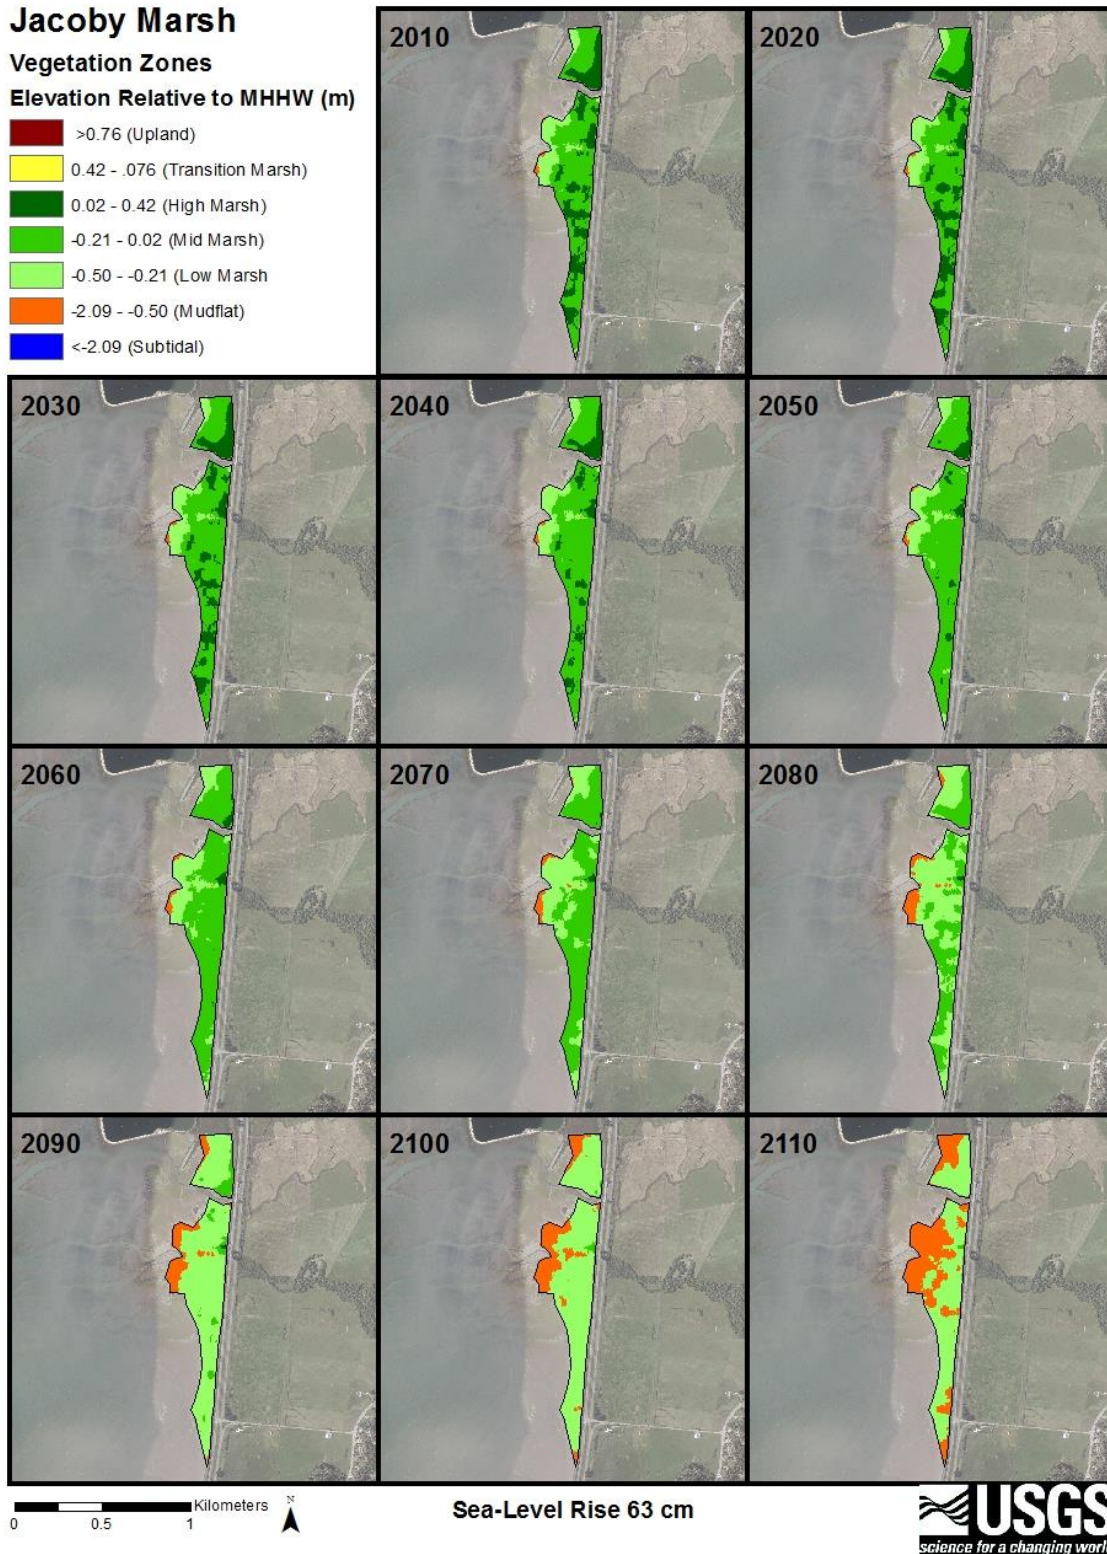 Jacoby Marsh
Vegetation Zones
Elevation Relative to MHHW (m)
>0.76 (Upland)
0.42 - .076 (Transition Marsh)
0.02 - 0.42 (High Marsh)
-0.21 - 0.02 (Mid Marsh)
-0.50 - -0.21 (Low Marsh
-2.09 - -0.50 (Mudflat)
<-2.09 (Subtidal)
2010
2020
2030
2040
2050
2060
2070
2080
2090
2100
2110
Kilometers
0 0.5 1
N
Sea-Level Rise 63 cm
USGS
science for a changing world